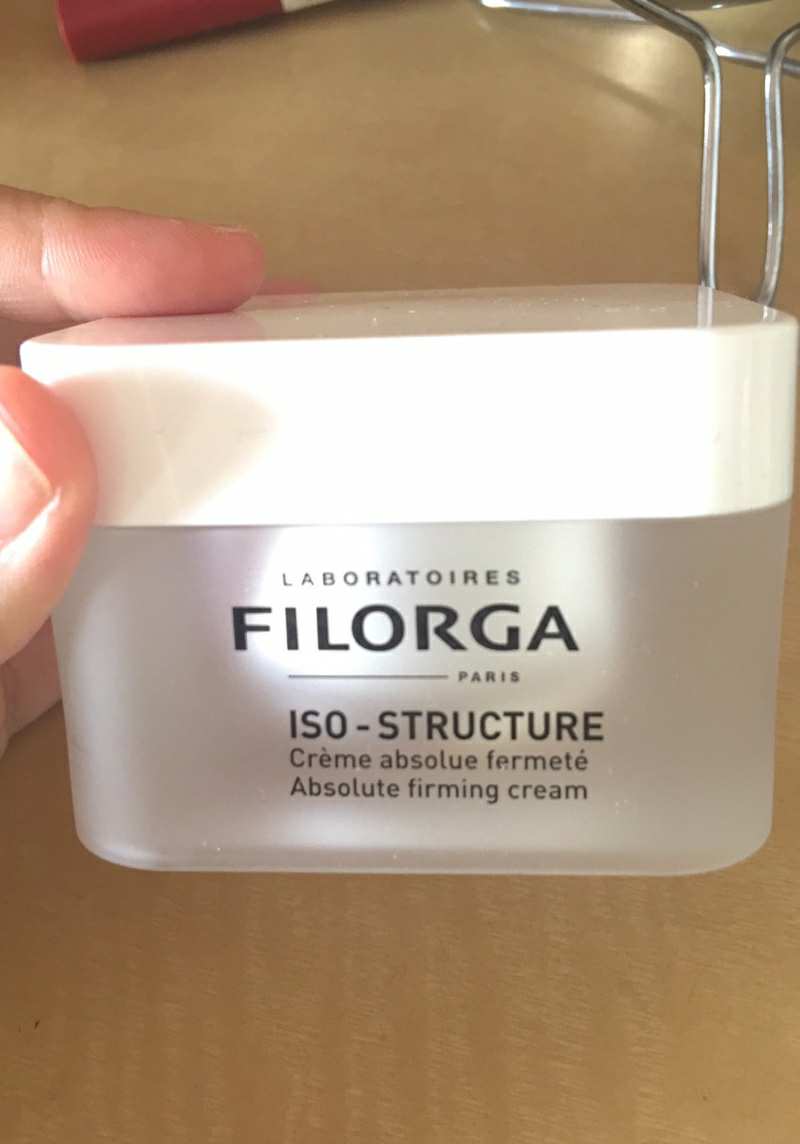 LABORATOIRES
FILORGA
PARIS
ISO-STRUCTURE
Crème absolue fermeté
Absolute firming cream